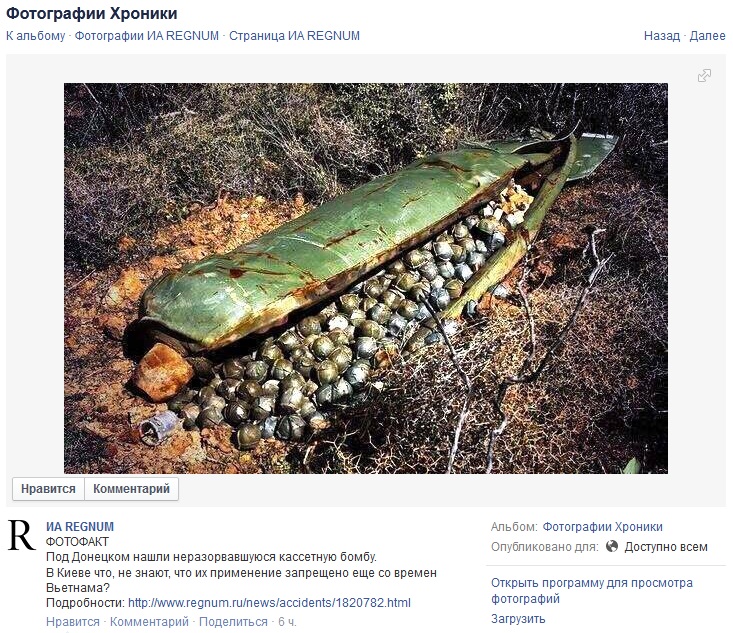 Фотографии Хроники
К альбому · Фотографии ИА REGNUM · Страница ИА REGNUM
Назад · Далее
Нравится Комментарий
R
ИА REGNUM
ФОТОФАКТ
Под Донецком нашли неразорвавшуюся кассетную бомбу.
В Киеве что, не знают, что их применение запрещено еще со времен
Вьетнама?
Подробности: http://www.regnum.ru/news/accidents/1820782.html
Нравится · Комментарий · Поделиться · 6 ч.
Альбом: Фотографии Хроники
Опубликовано для: Доступно всем
Открыть программу для просмотра
фотографий
Загрузить